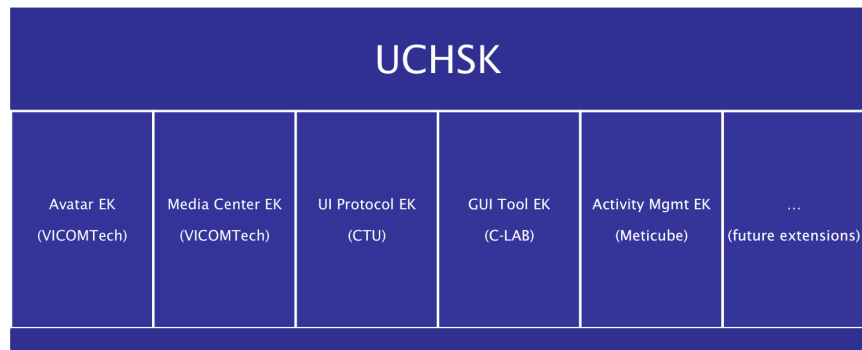 UCHSK
Avatar EK
(VICOMTech)
Media Center EK
(VICOMTech)
UI Protocol EK
(CTU)
GUI Tool EK
(C-LAB)
Activity Mgmt EK
(Meticube)
...
(future extensions)